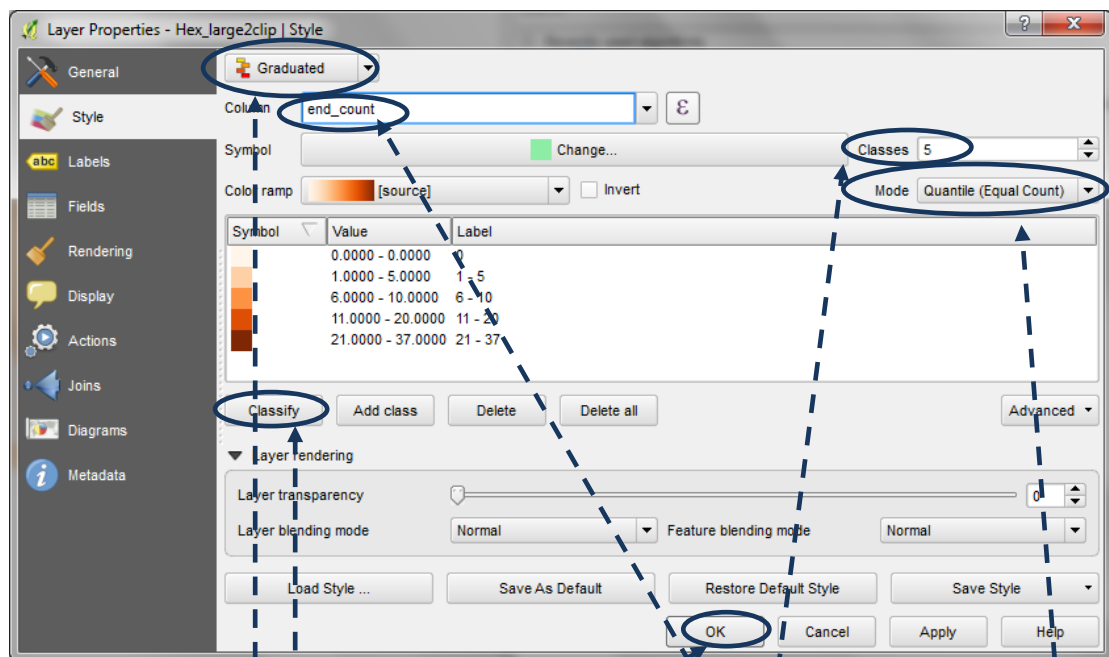 Layer Properties - Hex_large2clip | Style
General
Style
abc Labels
Fields
Rendering
Display
Actions
Joins
Diagrams
i Metadata
Graduated
Column end_count ε
Symbol Change... Classes 5
Color ramp [source] Invert Mode Quantile (Equal Count)
Symbol Value Label
0.0000 - 0.0000 0
1.0000 - 5.0000 1 - 5
6.0000 - 10.0000 6 - 10
11.0000 - 20.0000 11 - 20
21.0000 - 37.0000 21 - 37
Classify Add class Delete Delete all Advanced
Layer rendering
Layer transparency 0
Layer blending mode Normal Feature blending mode Normal
Load Style ... Save As Default Restore Default Style Save Style
OK Cancel Apply Help